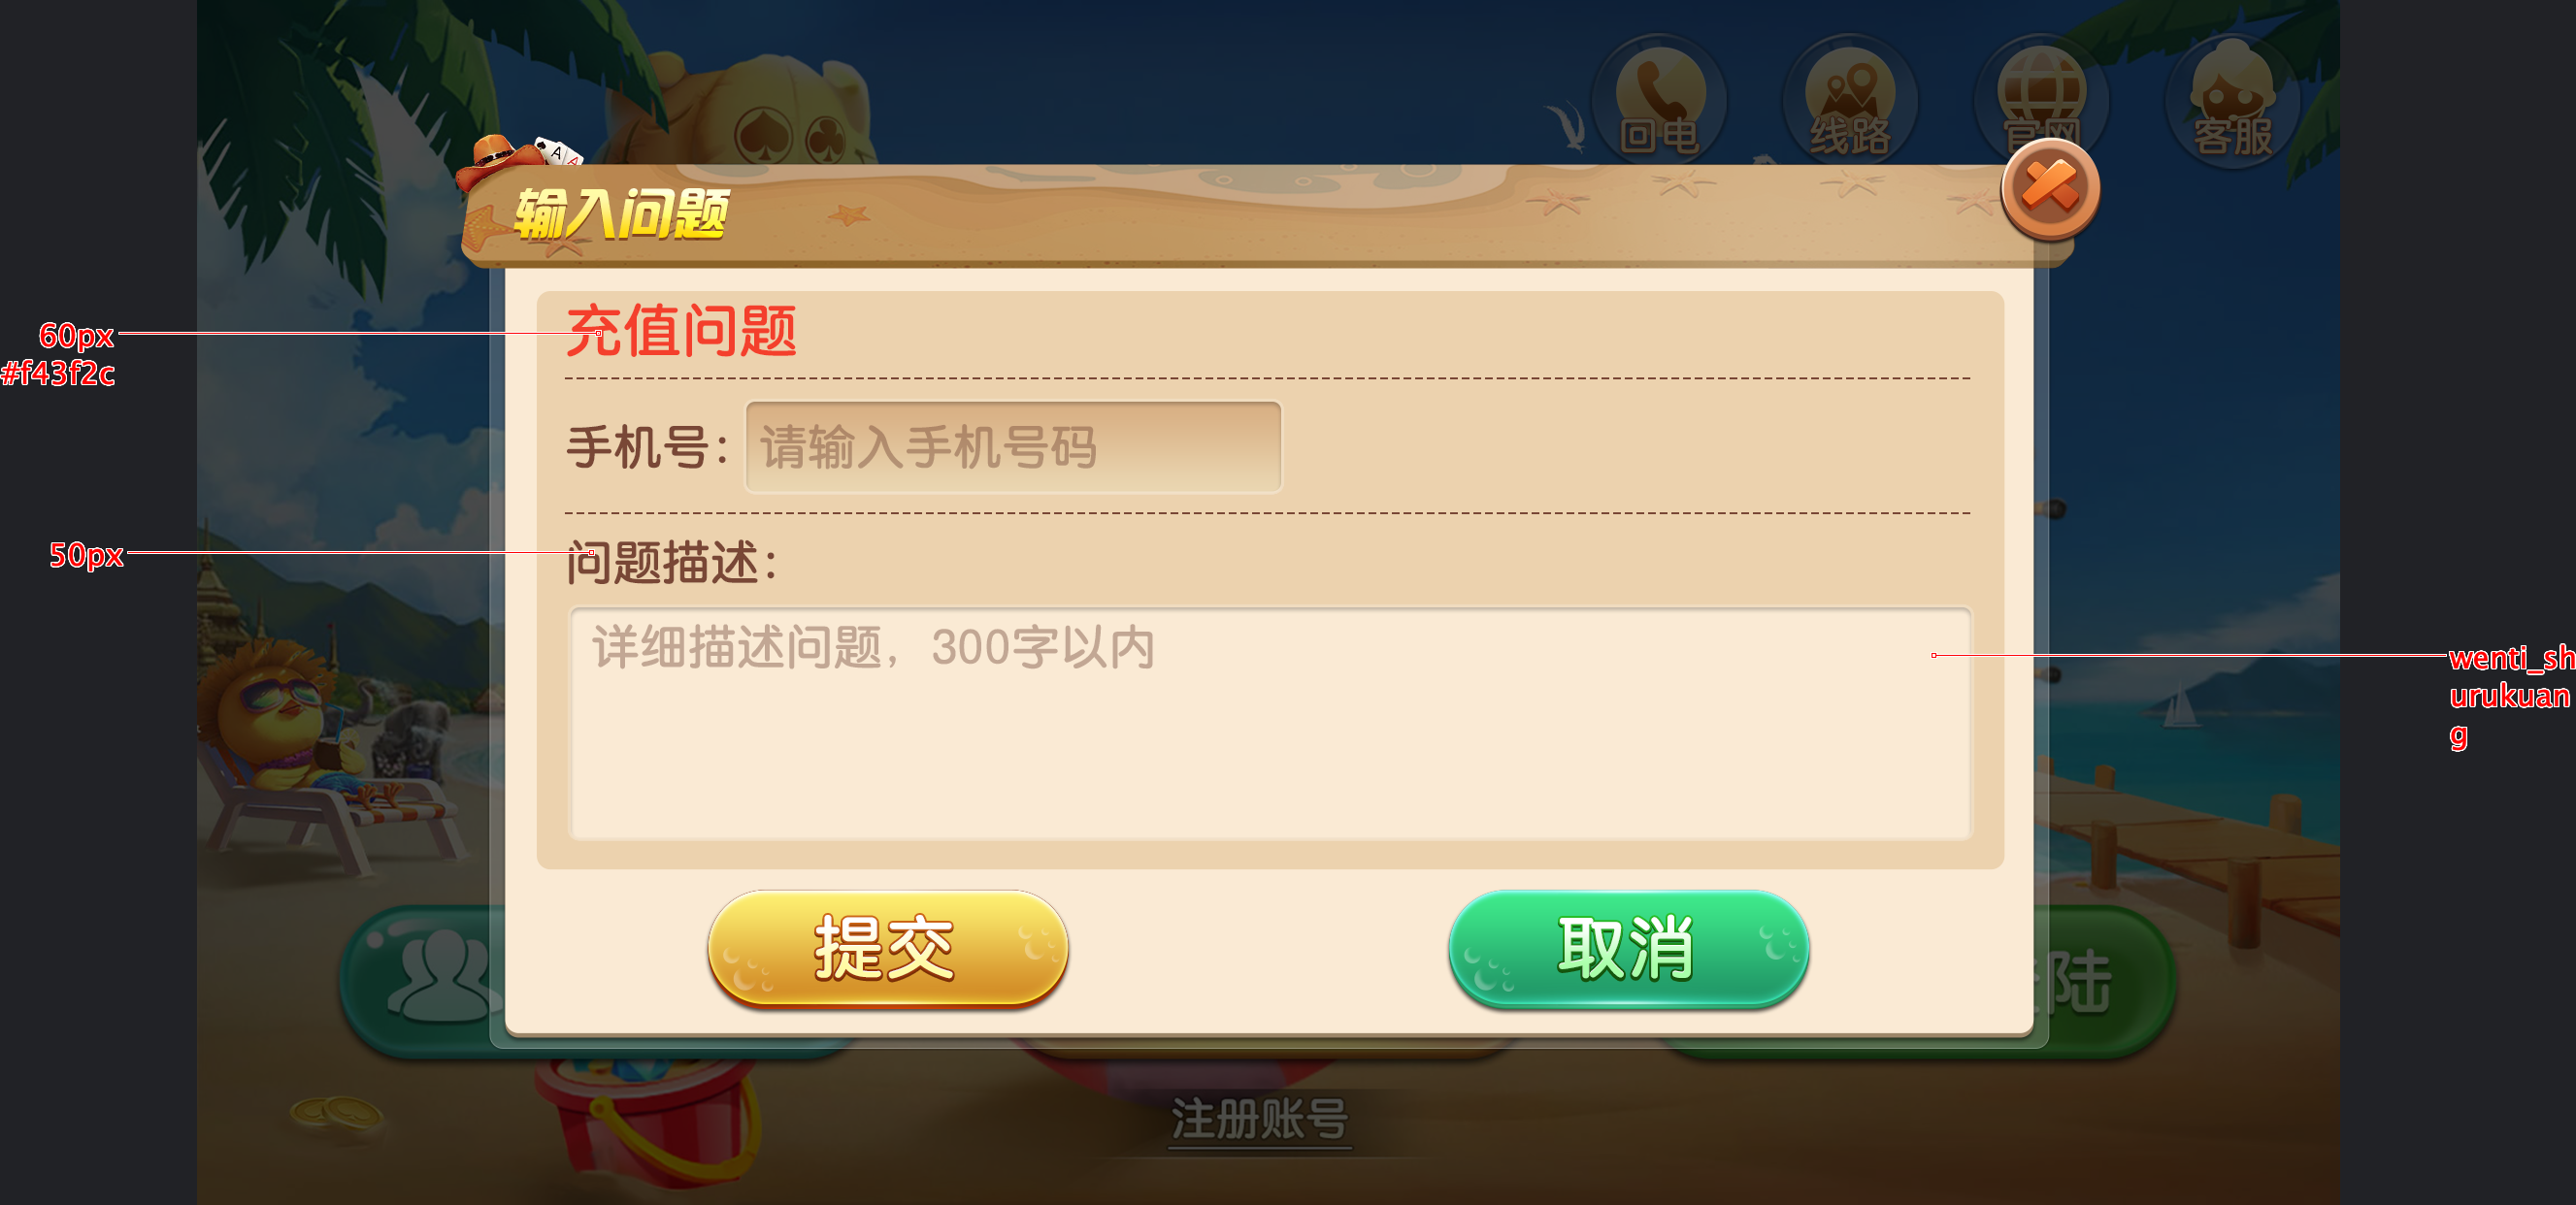 回电
线路
官网
客服
A
A
输入问题
60px
#f43f2c
充值问题
手机号：
请输入手机号码
50px
问题描述：
详细描述问题，300字以内
wenti_sh
urukuan
g
提交
取消
陆
注册账号